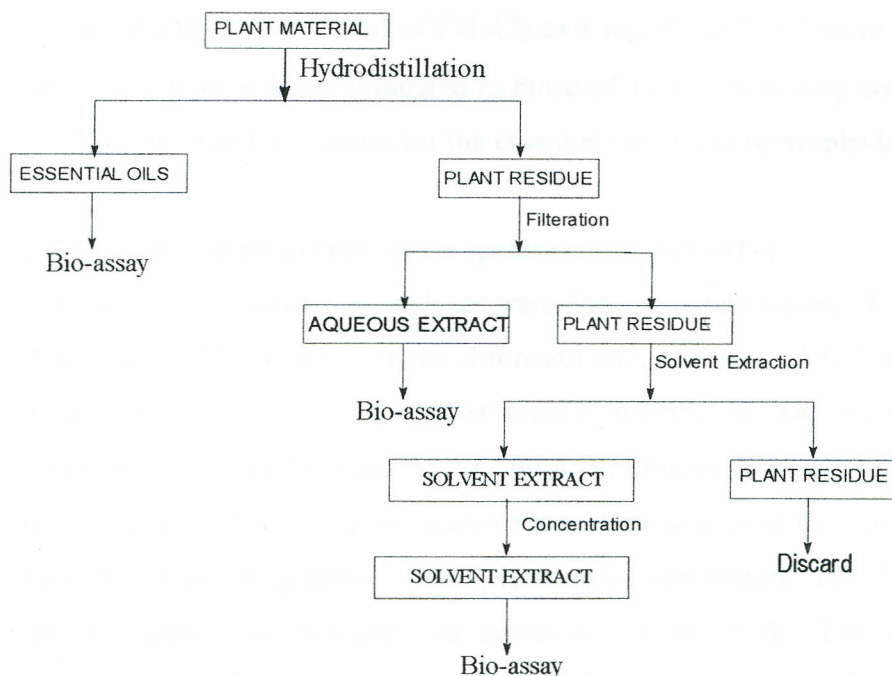 PLANT MATERIAL
Hydrodistillation
ESSENTIAL OILS
PLANT RESIDUE
Filteration
Bio-assay
AQUEOUS EXTRACT
PLANT RESIDUE
Solvent Extraction
Bio-assay
SOLVENT EXTRACT
PLANT RESIDUE
Concentration
Discard
SOLVENT EXTRACT
Bio-assay